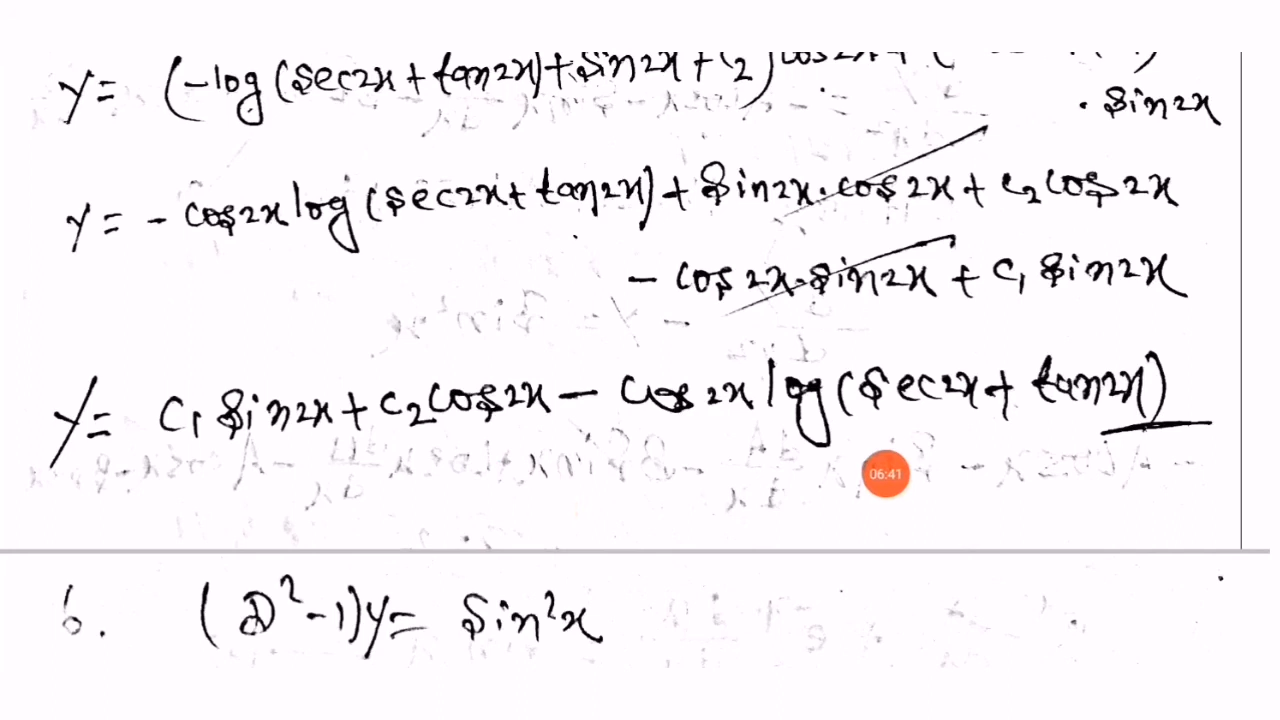 y = (-log(sec2x + tan2x) + sin2x + c₂) cos2x + (
. sin2x
y = - cos2x log(sec2x + tan2x) + sin2x.cos2x + c₂ cos2x
- cos2x.sin2x + c₁ sin2x
y = c₁ sin2x + c₂ cos2x - cos2x log(sec2x + tan2x)
06:41
6. (D²-1)y = sin²x